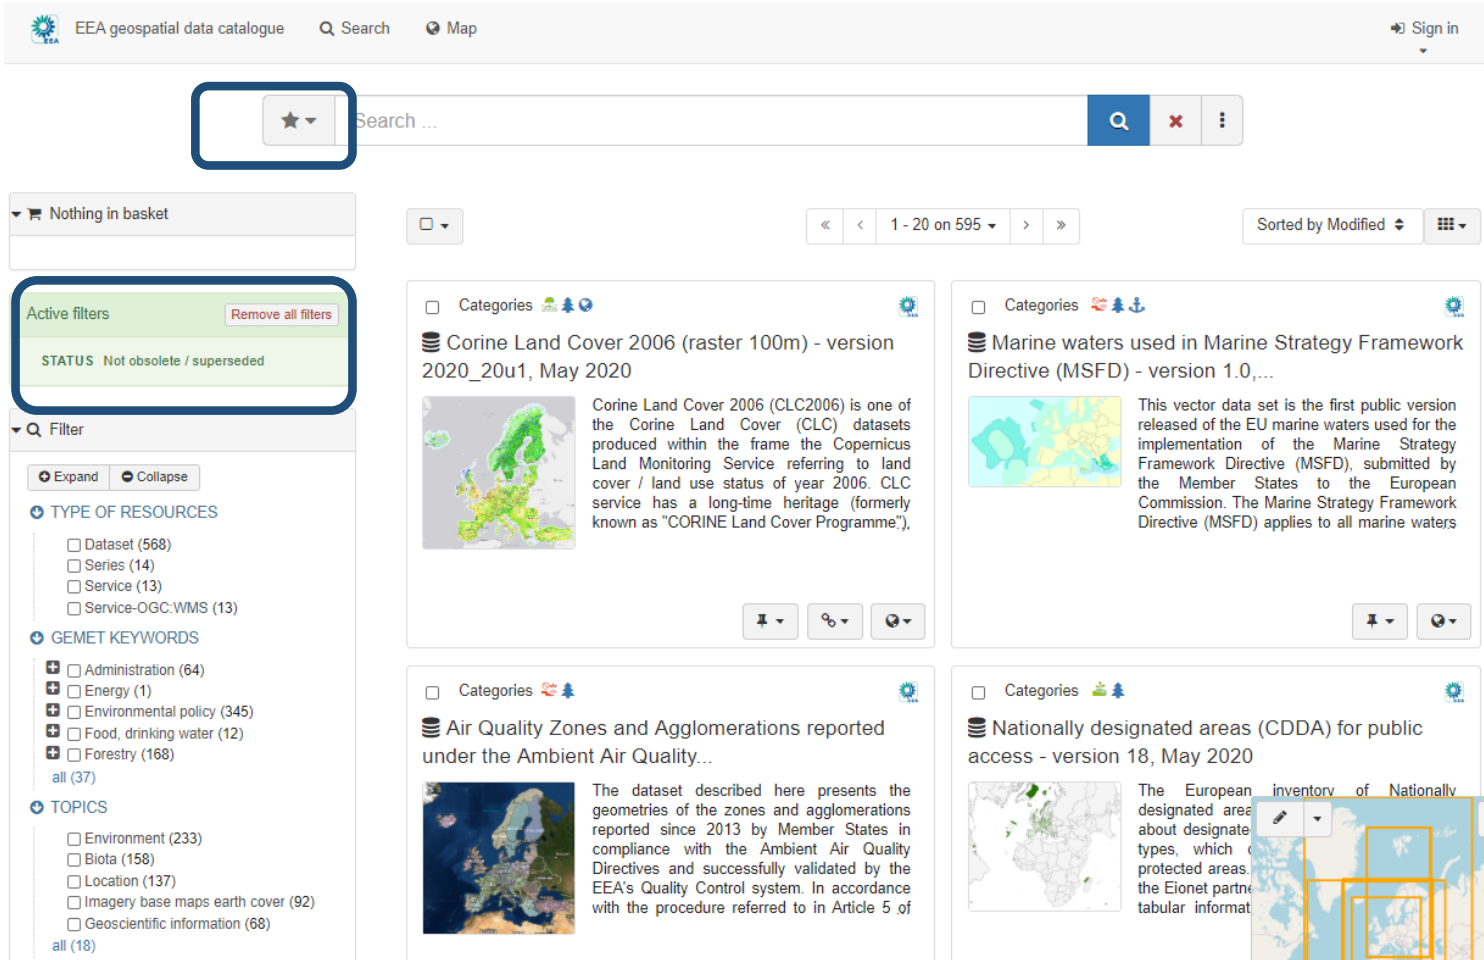 EEA geospatial data catalogue Search Map Sign in
EEA
Search ...
Nothing in basket
1 - 20 on 595
Sorted by Modified
Active filters
Remove all filters
STATUS Not obsolete / superseded
Filter
Expand Collapse
TYPE OF RESOURCES
Dataset (568)
Series (14)
Service (13)
Service-OGC:WMS (13)
GEMET KEYWORDS
Administration (64)
Energy (1)
Environmental policy (345)
Food, drinking water (12)
Forestry (168)
all (37)
TOPICS
Environment (233)
Biota (158)
Location (137)
Imagery base maps earth cover (92)
Geoscientific information (68)
all (18)
Categories
Corine Land Cover 2006 (raster 100m) - version
2020_20u1, May 2020
Corine Land Cover 2006 (CLC2006) is one of
the Corine Land Cover (CLC) datasets
produced within the frame the Copernicus
Land Monitoring Service referring to land
cover / land use status of year 2006. CLC
service has a long-time heritage (formerly
known as "CORINE Land Cover Programme"),
Categories
Marine waters used in Marine Strategy Framework
Directive (MSFD) - version 1.0,...
This vector data set is the first public version
released of the EU marine waters used for the
implementation of the Marine Strategy
Framework Directive (MSFD), submitted by
the Member States to the European
Commission. The Marine Strategy Framework
Directive (MSFD) applies to all marine waters
Categories
Air Quality Zones and Agglomerations reported
under the Ambient Air Quality...
The dataset described here presents the
geometries of the zones and agglomerations
reported since 2013 by Member States in
compliance with the Ambient Air Quality
Directives and successfully validated by the
EEA's Quality Control system. In accordance
with the procedure referred to in Article 5 of
Categories
Nationally designated areas (CDDA) for public
access - version 18, May 2020
The European inventory of Nationally
designated area
about designate
types, which
protected areas.
the Eionet partne
tabular informat